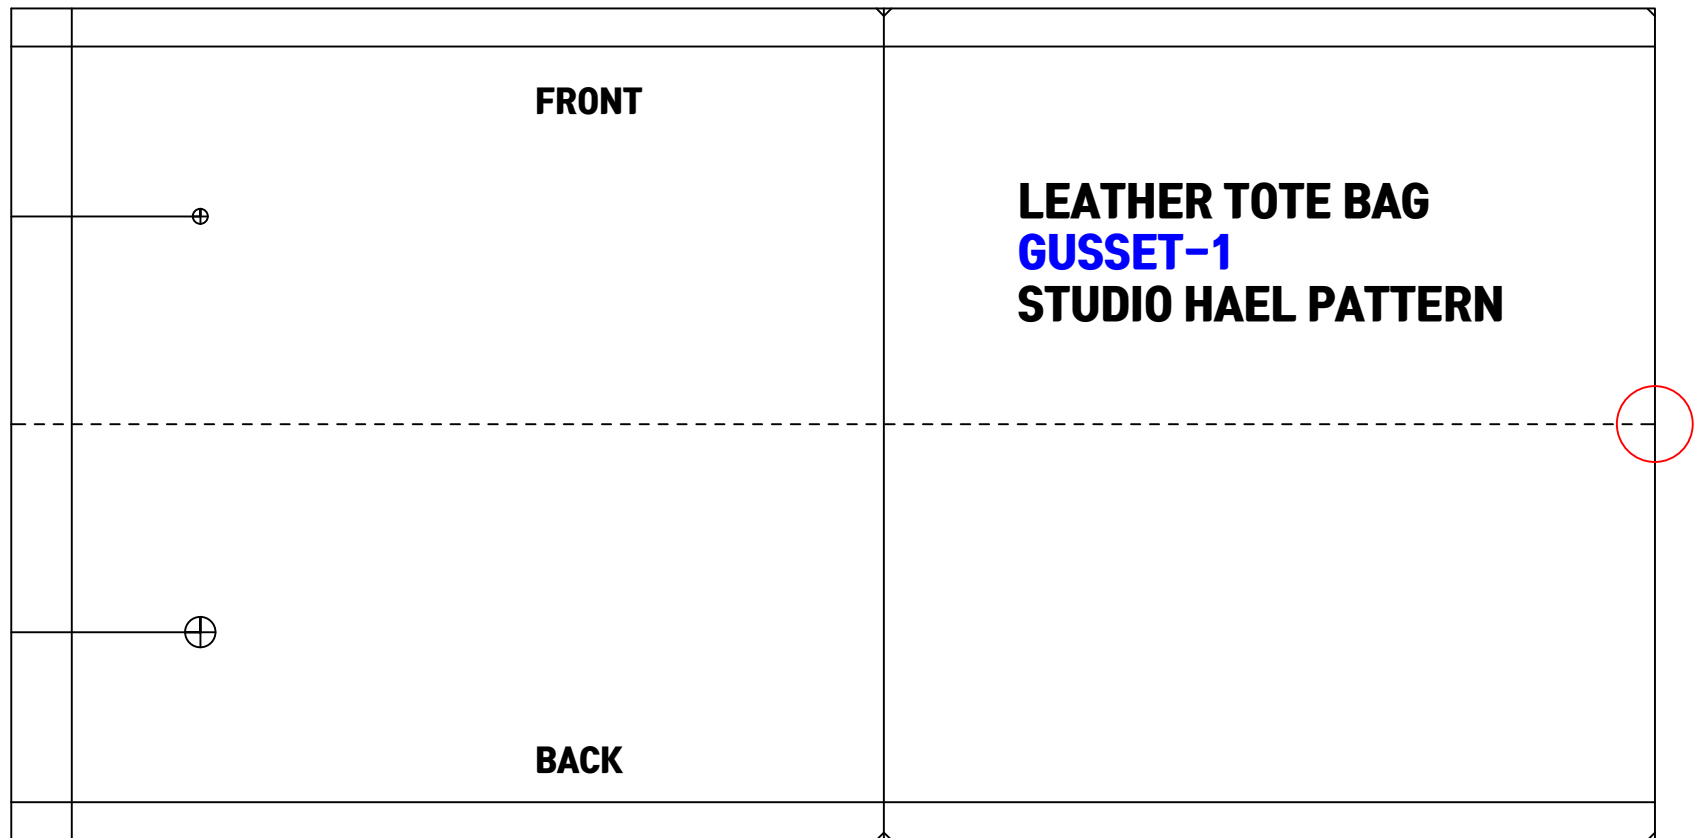 FRONT
LEATHER TOTE BAG
GUSSET-1
STUDIO HAEL PATTERN
BACK